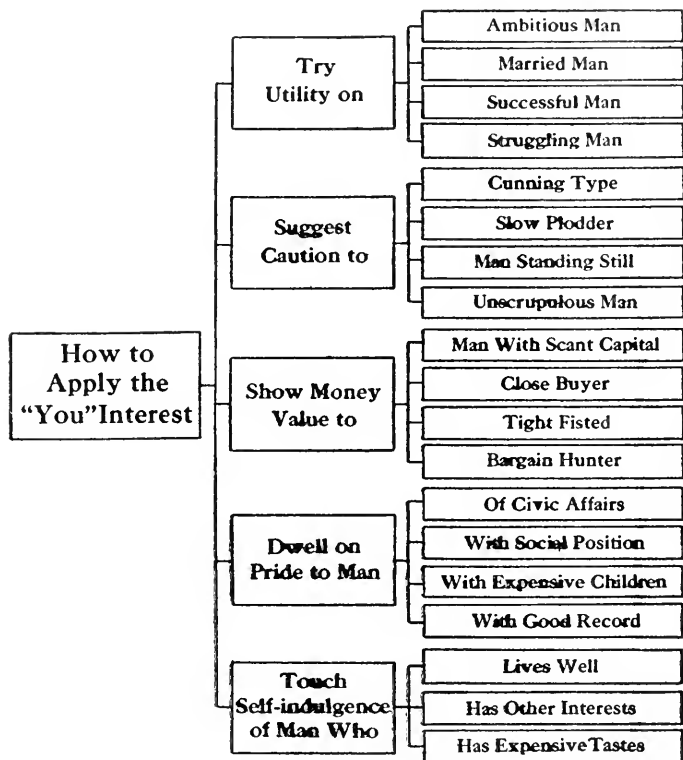 How to
Apply the
“You”Interest
Try
Utility on
Ambitious Man
Married Man
Successful Man
Struggling Man
Suggest
Caution to
Cunning Type
Slow Plodder
Man Standing Still
Unscrupulous Man
Show Money
Value to
Man With Scant Capital
Close Buyer
Tight Fisted
Bargain Hunter
Dwell on
Pride to Man
Of Civic Affairs
With Social Position
With Expensive Children
With Good Record
Touch
Self-indulgence
of Man Who
Lives Well
Has Other Interests
Has Expensive Tastes